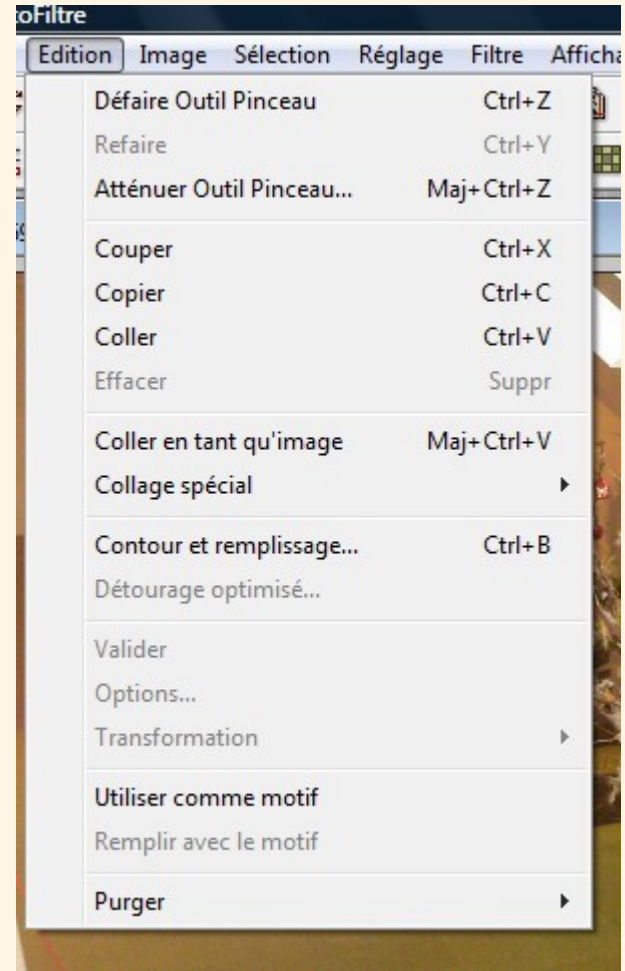 oFiltre
Edition Image Sélection Réglage Filtre Afficha
Défaire Outil Pinceau Ctrl+Z
Refaire Ctrl+Y
Atténuer Outil Pinceau... Maj+Ctrl+Z
Couper Ctrl+X
Copier Ctrl+C
Coller Ctrl+V
Effacer Suppr
Coller en tant qu'image Maj+Ctrl+V
Collage spécial
Contour et remplissage... Ctrl+B
Détourage optimisé...
Valider
Options...
Transformation
Utiliser comme motif
Remplir avec le motif
Purger